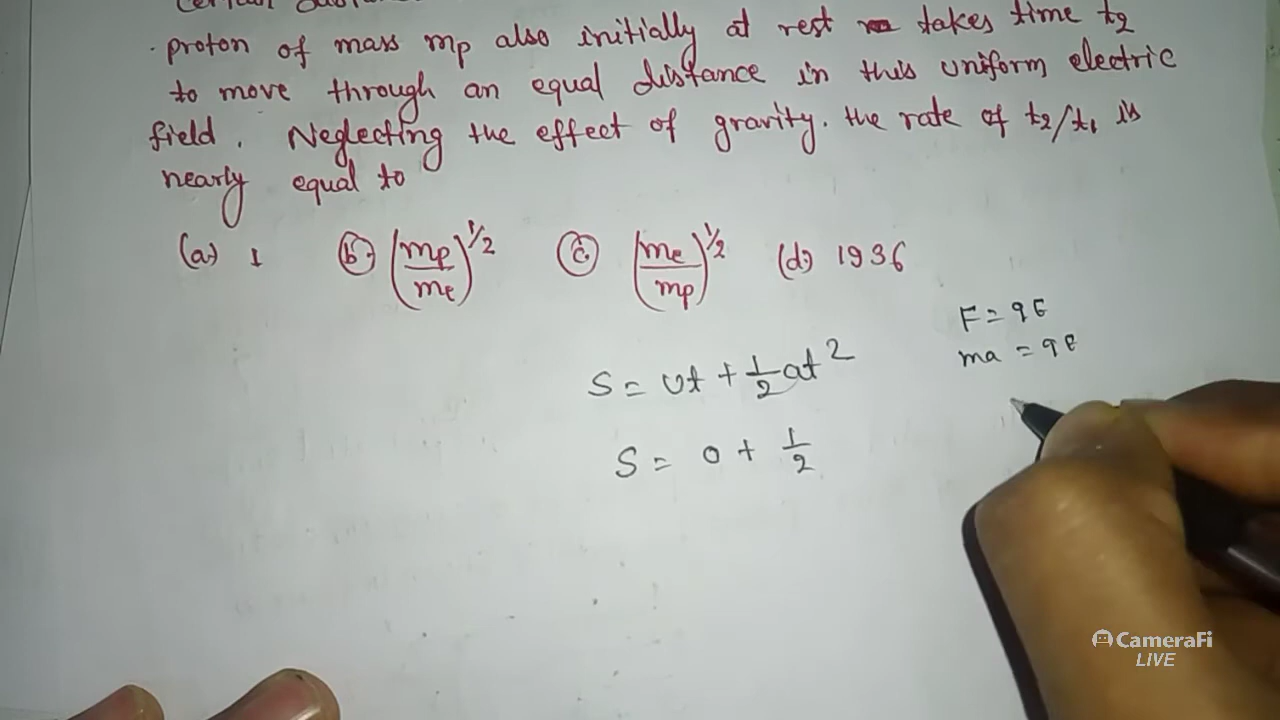 proton of mass mp also initially at rest takes time t2
to move through an equal distance in this uniform electric
field. Neglecting the effect of gravity. the rate of t2/t1 is
nearly equal to
(a) 1 (b.) (mp/me)^1/2 (c.) (me/mp)^1/2 (d.) 1936
F = qE
ma = qE
S = ut + 1/2 at^2
S = 0 + 1/2
CameraFi
LIVE